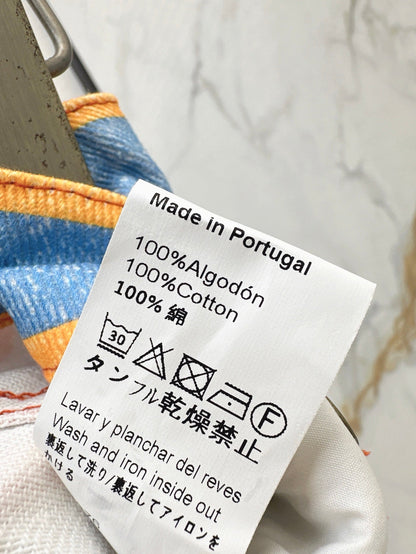 Made in Portugal
100%Algodón
100%Cotton
100% 綿
30 F
タンブル乾燥禁止
Lavar y planchar del reves
Wash and iron inside out
裏返して洗り/裏返してアイロンを
かける